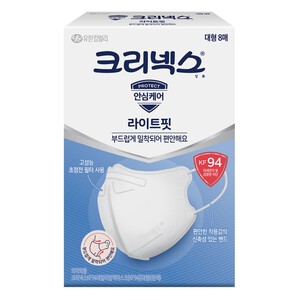 유한킴벌리
대형 8매
크리넥스®
PROTECT
안심케어
라이트핏
부드럽게 밀착되어 편안해요
고성능
초정전 필터 사용
KF94
편안한 착용감의
신축성 있는 밴드